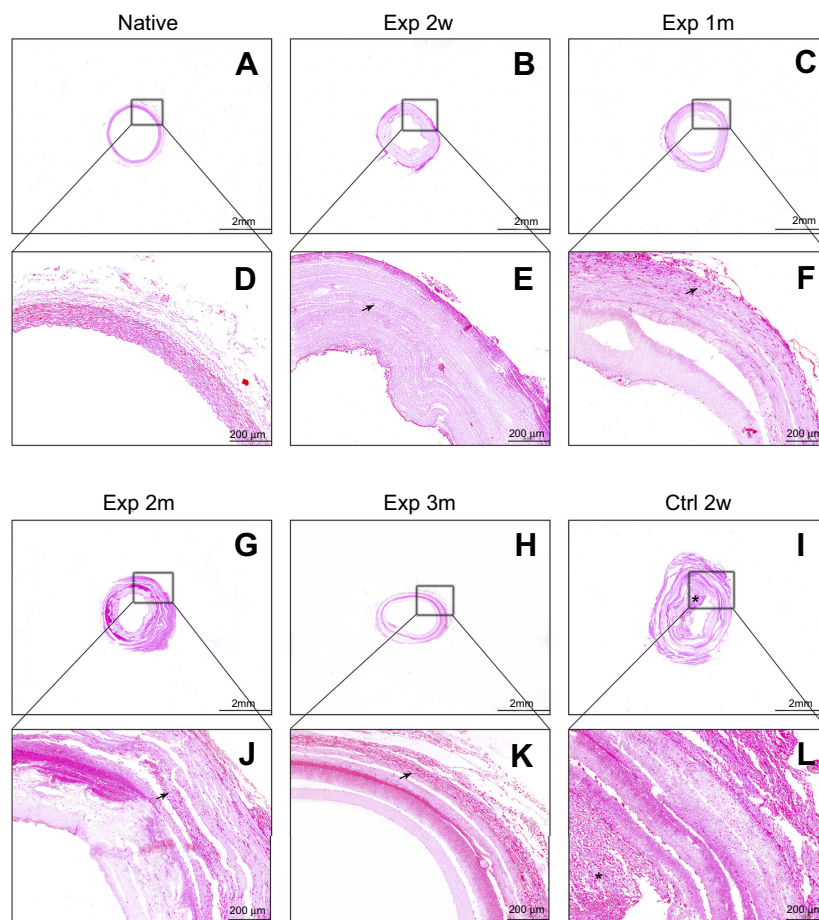 Native Exp 2w Exp 1m
A B C
2mm 2mm 2mm
D E F
200 µm 200 µm 200 µm
Exp 2m Exp 3m Ctrl 2w
G H I
*
2mm 2mm 2mm
J K L
*
200 µm 200 µm 200 µm